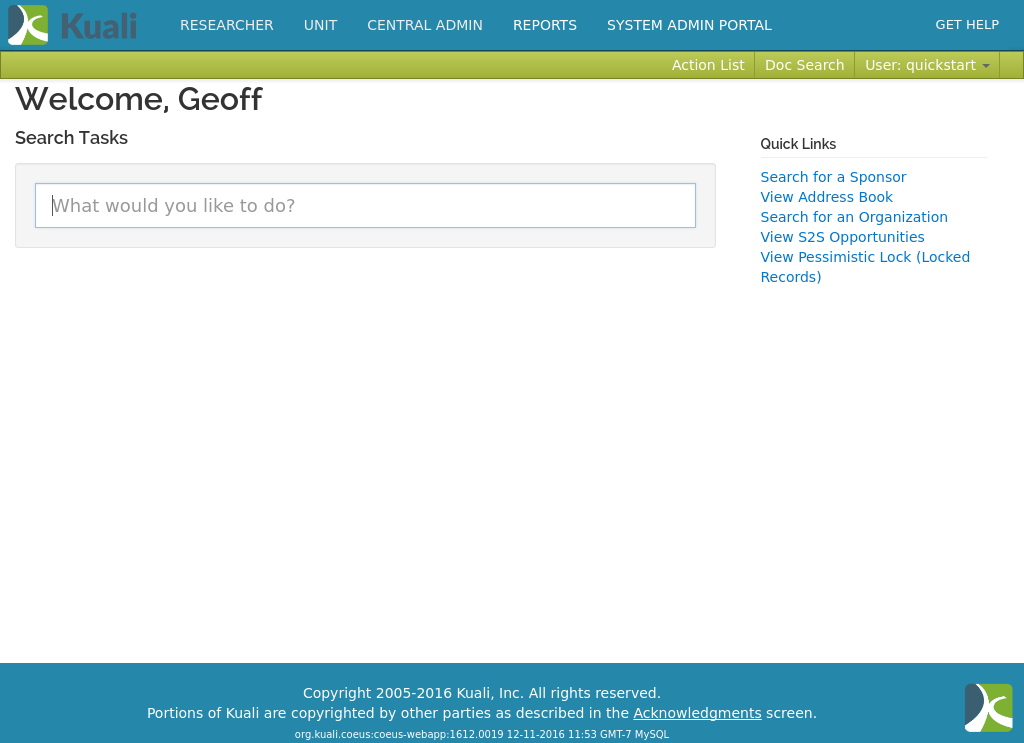 Kuali
RESEARCHER UNIT CENTRAL ADMIN REPORTS SYSTEM ADMIN PORTAL GET HELP
Action List Doc Search User: quickstart
Welcome, Geoff
Search Tasks
What would you like to do?
Quick Links
Search for a Sponsor
View Address Book
Search for an Organization
View S2S Opportunities
View Pessimistic Lock (Locked
Records)
Copyright 2005-2016 Kuali, Inc. All rights reserved.
Portions of Kuali are copyrighted by other parties as described in the Acknowledgments screen.
org.kuali.coeus:coeus-webapp:1612.0019 12-11-2016 11:53 GMT-7 MySQL